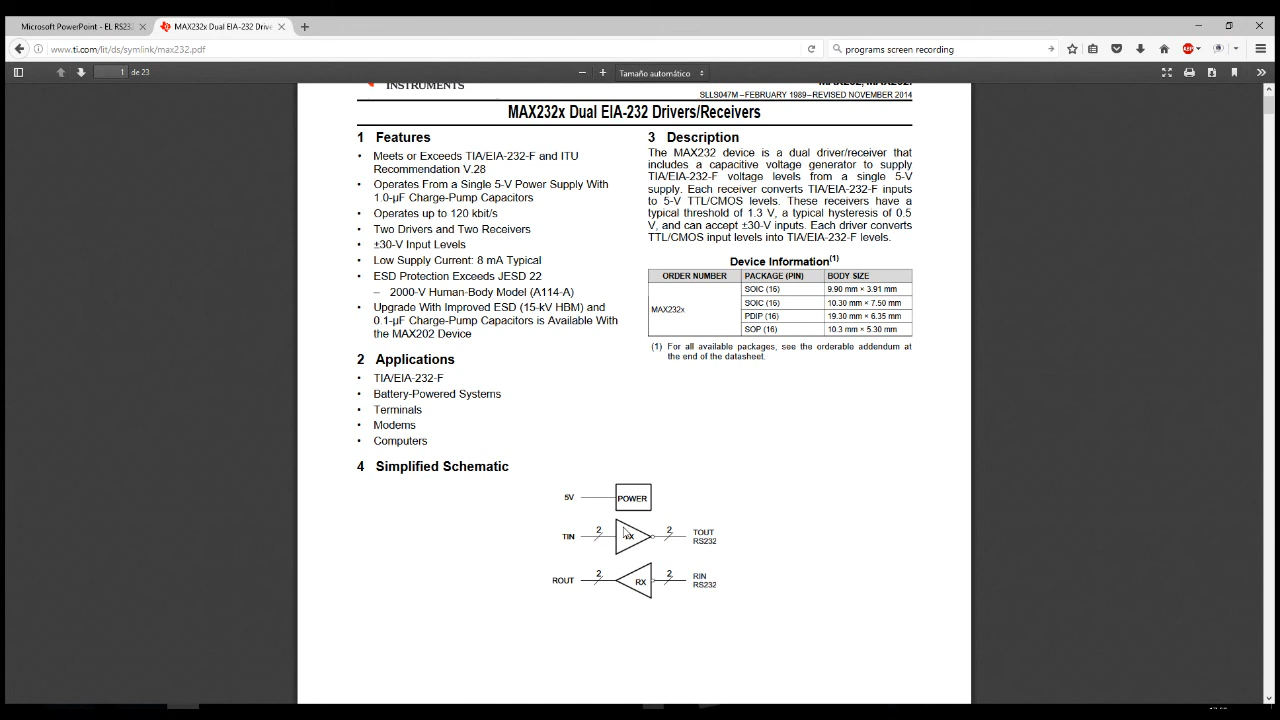 Microsoft PowerPoint - EL RS232
MAX232x Dual EIA-232 Drive
www.ti.com/lit/ds/symlink/max232.pdf
programs screen recording
1 de 23
Tamaño automático
INSTRUMENTS
SLLS047M –FEBRUARY 1989–REVISED NOVEMBER 2014
MAX232x Dual EIA-232 Drivers/Receivers
1 Features
• Meets or Exceeds TIA/EIA-232-F and ITU
Recommendation V.28
• Operates From a Single 5-V Power Supply With
1.0-µF Charge-Pump Capacitors
• Operates up to 120 kbit/s
• Two Drivers and Two Receivers
• ±30-V Input Levels
• Low Supply Current: 8 mA Typical
• ESD Protection Exceeds JESD 22
– 2000-V Human-Body Model (A114-A)
• Upgrade With Improved ESD (15-kV HBM) and
0.1-µF Charge-Pump Capacitors is Available With
the MAX202 Device
2 Applications
• TIA/EIA-232-F
• Battery-Powered Systems
• Terminals
• Modems
• Computers
3 Description
The MAX232 device is a dual driver/receiver that
includes a capacitive voltage generator to supply
TIA/EIA-232-F voltage levels from a single 5-V
supply. Each receiver converts TIA/EIA-232-F inputs
to 5-V TTL/CMOS levels. These receivers have a
typical threshold of 1.3 V, a typical hysteresis of 0.5
V, and can accept ±30-V inputs. Each driver converts
TTL/CMOS input levels into TIA/EIA-232-F levels.
Device Information(1)
ORDER NUMBER PACKAGE (PIN) BODY SIZE
MAX232x
SOIC (16) 9.90 mm × 3.91 mm
SOIC (16) 10.30 mm × 7.50 mm
PDIP (16) 19.30 mm × 6.35 mm
SOP (16) 10.3 mm × 5.30 mm
(1) For all available packages, see the orderable addendum at
the end of the datasheet.
4 Simplified Schematic
5V POWER
TIN 2 TX 2 TOUT
RS232
ROUT 2 RX 2 RIN
RS232